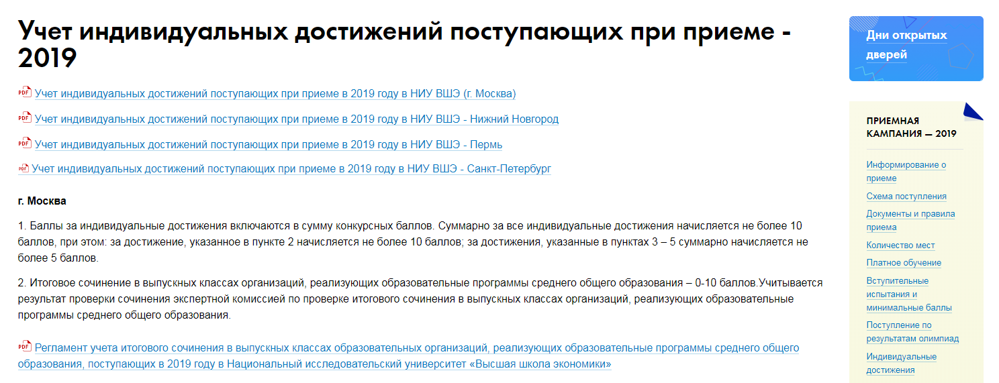 Учет индивидуальных достижений поступающих при приеме -
2019
PDF Учет индивидуальных достижений поступающих при приеме в 2019 году в НИУ ВШЭ (г. Москва)
PDF Учет индивидуальных достижений поступающих при приеме в 2019 году в НИУ ВШЭ - Нижний Новгород
PDF Учет индивидуальных достижений поступающих при приеме в 2019 году в НИУ ВШЭ - Пермь
PDF Учет индивидуальных достижений поступающих при приеме в 2019 году в НИУ ВШЭ - Санкт-Петербург
г. Москва
1. Баллы за индивидуальные достижения включаются в сумму конкурсных баллов. Суммарно за все индивидуальные достижения начисляется не более 10
баллов, при этом: за достижение, указанное в пункте 2 начисляется не более 10 баллов; за достижения, указанные в пунктах 3 – 5 суммарно начисляется не
более 5 баллов.
2. Итоговое сочинение в выпускных классах организаций, реализующих образовательные программы среднего общего образования – 0-10 баллов.Учитывается
результат проверки сочинения экспертной комиссией по проверке итогового сочинения в выпускных классах организаций, реализующих образовательные
программы среднего общего образования.
PDF Регламент учета итогового сочинения в выпускных классах образовательных организаций, реализующих образовательные программы среднего общего
образования, поступающих в 2019 году в Национальный исследовательский университет «Высшая школа экономики»
Дни открытых
дверей
ПРИЕМНАЯ
КАМПАНИЯ — 2019
Информирование о
приеме
Схема поступления
Документы и правила
приема
Количество мест
Платное обучение
Вступительные
испытания и
минимальные баллы
Поступление по
результатам олимпиад
Индивидуальные
достижения